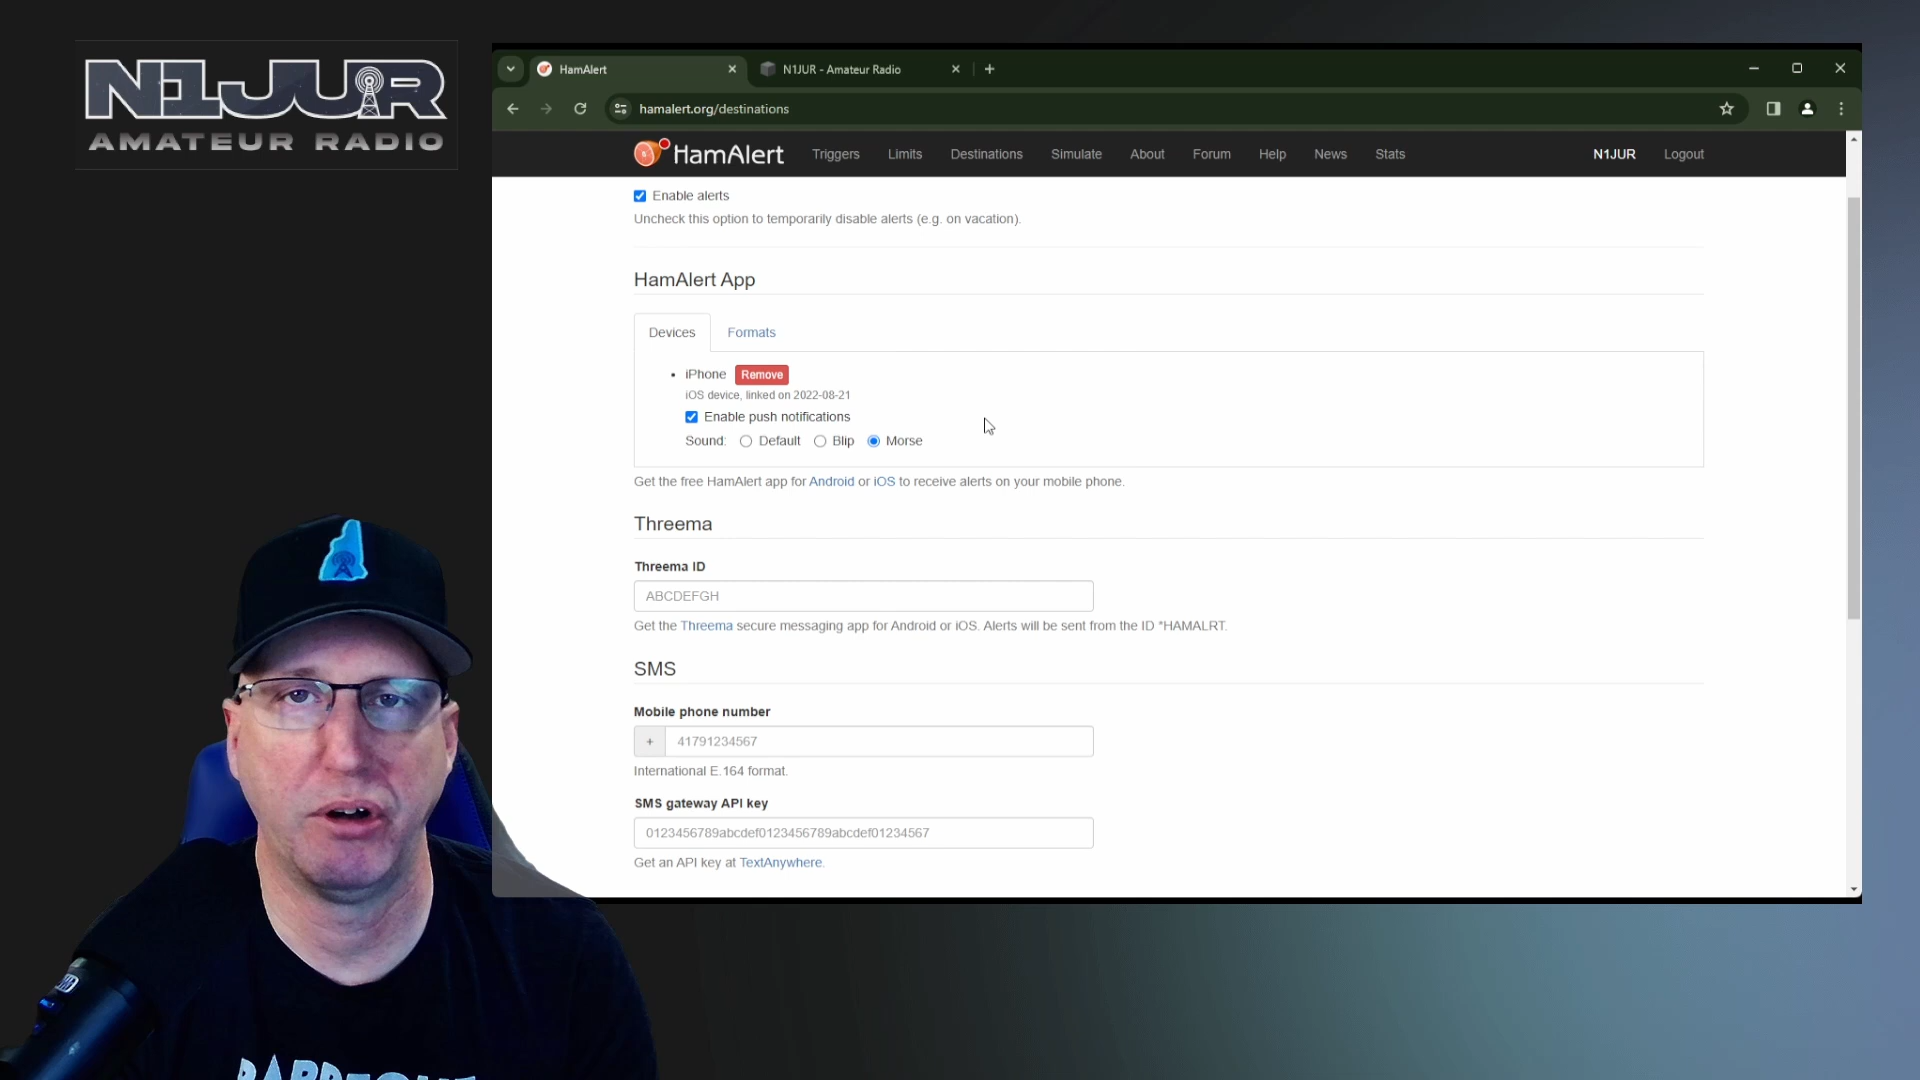 N1JUR
AMATEUR RADIO
HamAlert
N1JUR - Amateur Radio
hamalert.org/destinations
HamAlert Triggers Limits Destinations Simulate About Forum Help News Stats N1JUR Logout
Enable alerts
Uncheck this option to temporarily disable alerts (e.g. on vacation).
HamAlert App
Devices Formats
iPhone Remove
iOS device, linked on 2022-08-21
Enable push notifications
Sound: Default Blip Morse
Get the free HamAlert app for Android or iOS to receive alerts on your mobile phone.
Threema
Threema ID
ABCDEFGH
Get the Threema secure messaging app for Android or iOS. Alerts will be sent from the ID *HAMALRT.
SMS
Mobile phone number
+ 41791234567
International E.164 format.
SMS gateway API key
0123456789abcdef0123456789abcdef01234567
Get an API key at TextAnywhere.